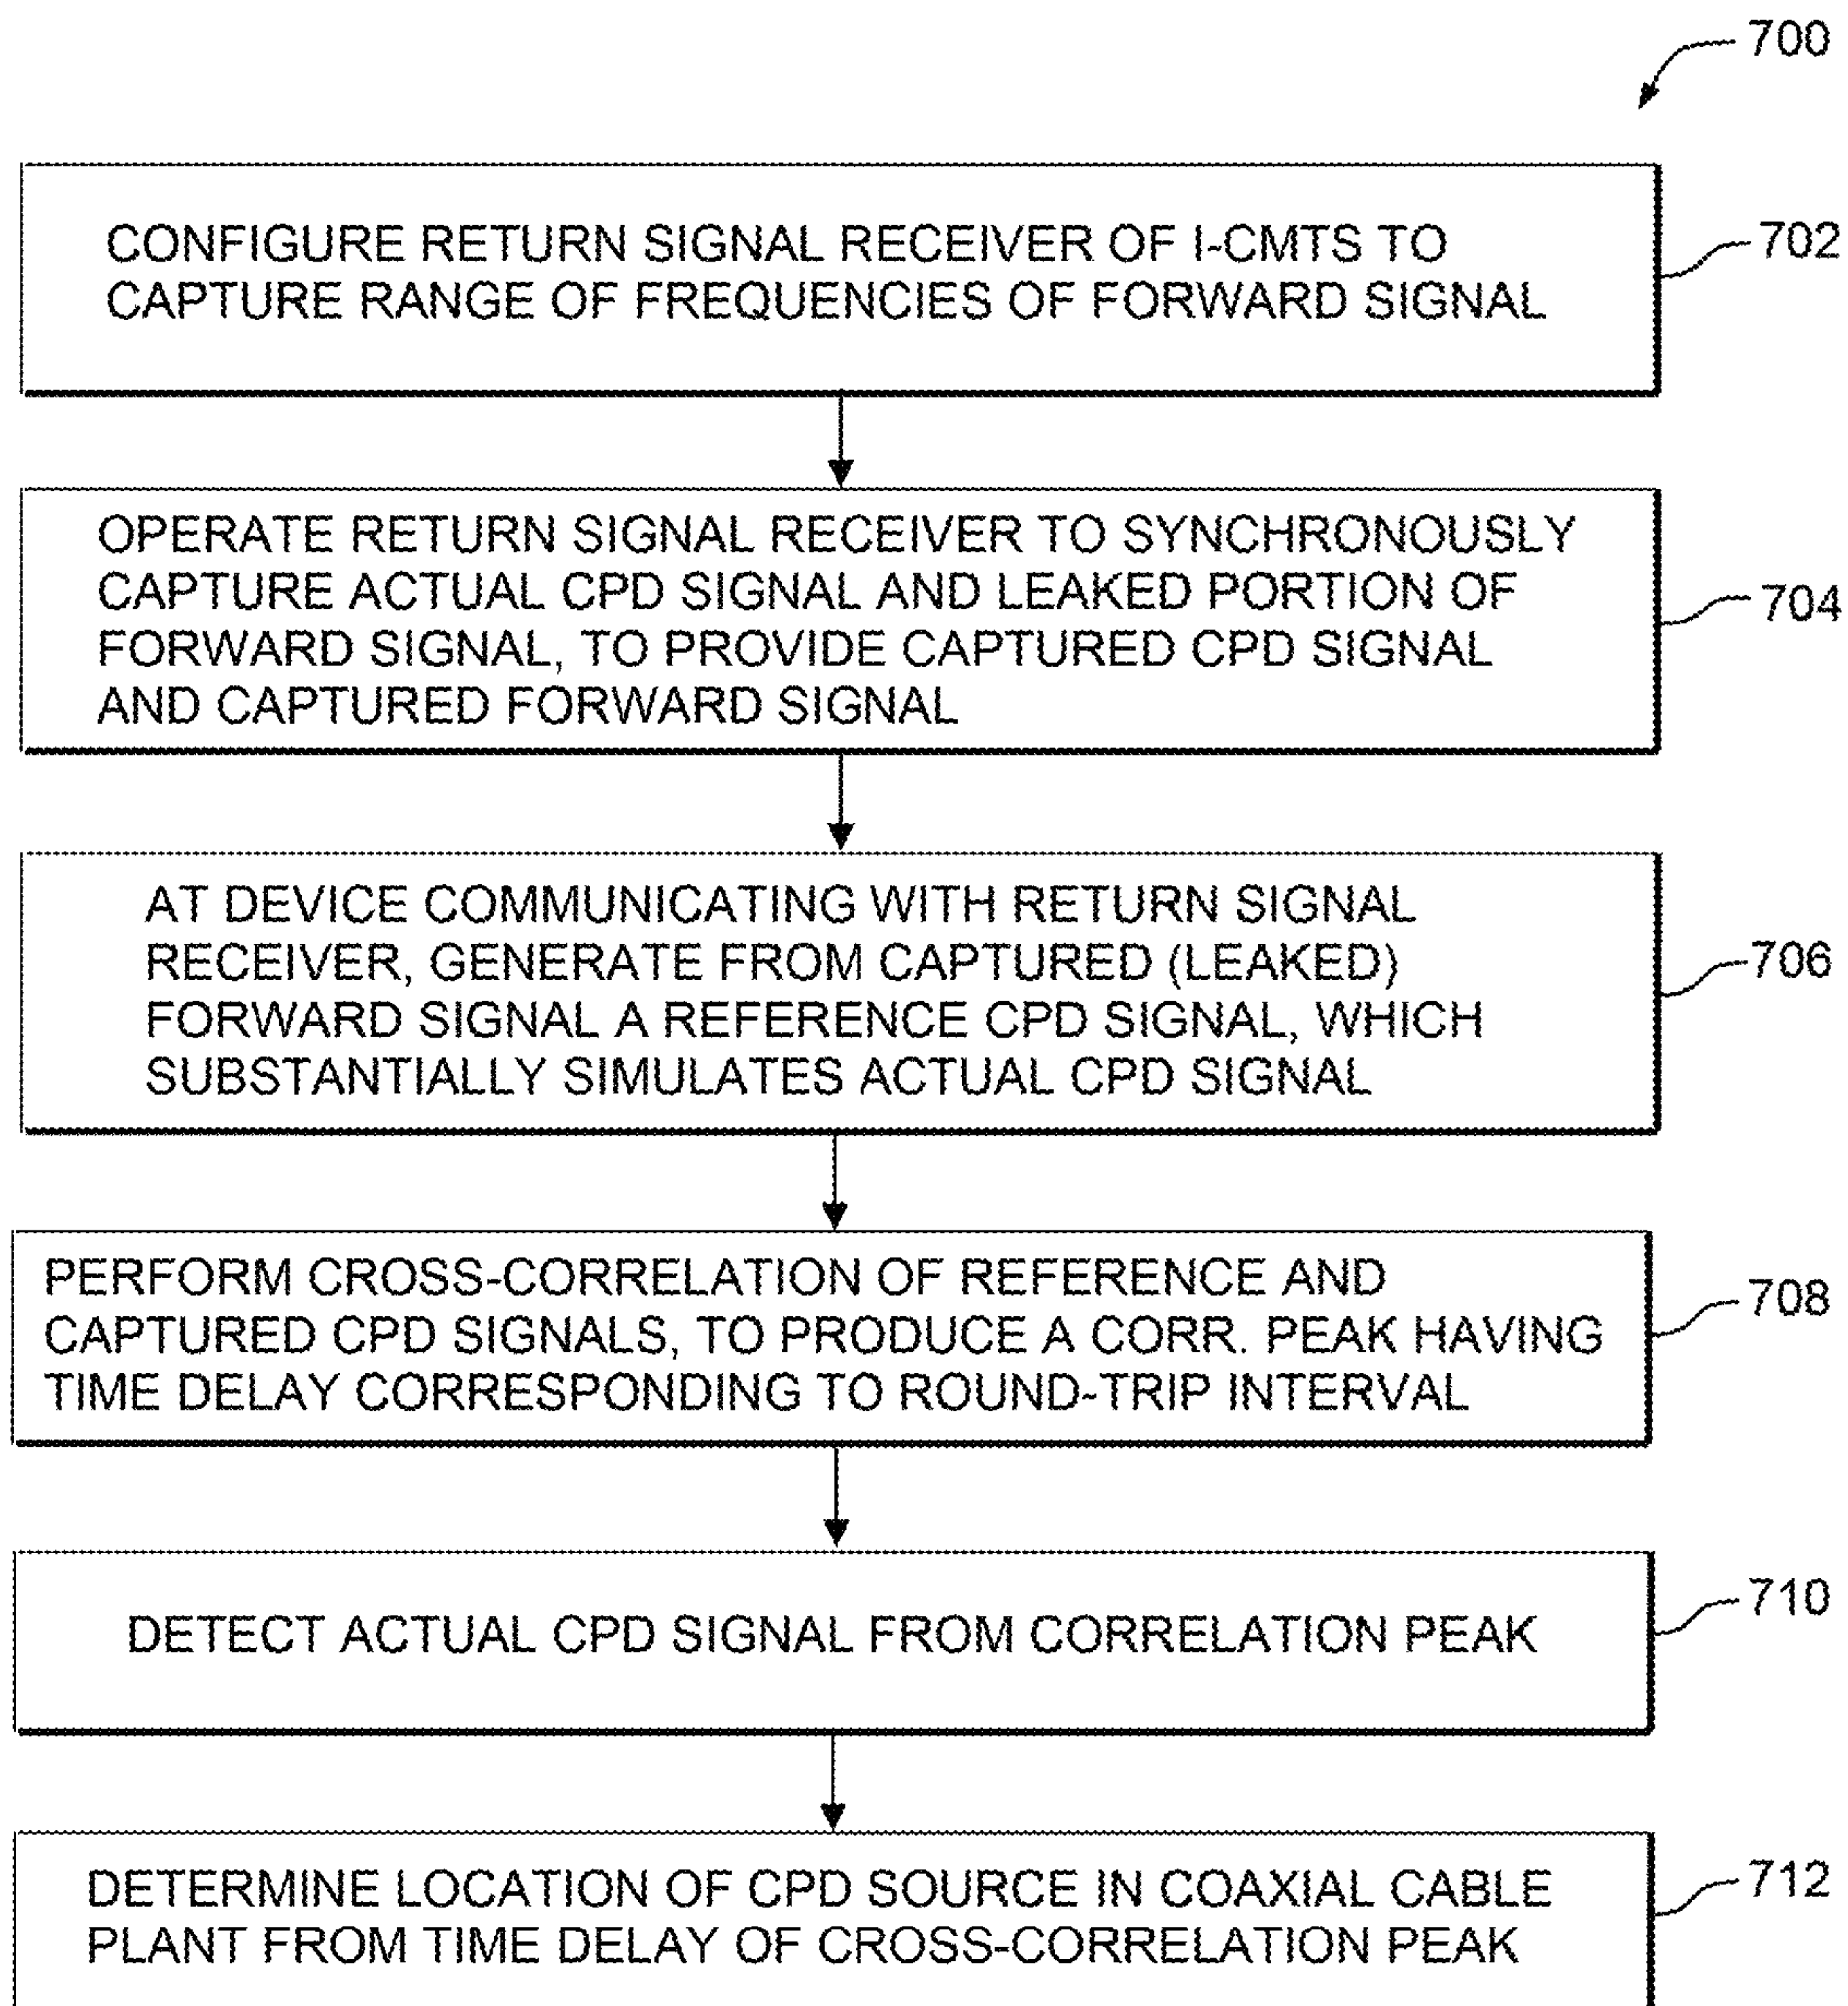 700
CONFIGURE RETURN SIGNAL RECEIVER OF I-CMTS TO
CAPTURE RANGE OF FREQUENCIES OF FORWARD SIGNAL
702
OPERATE RETURN SIGNAL RECEIVER TO SYNCHRONOUSLY
CAPTURE ACTUAL CPD SIGNAL AND LEAKED PORTION OF
FORWARD SIGNAL, TO PROVIDE CAPTURED CPD SIGNAL
AND CAPTURED FORWARD SIGNAL
704
AT DEVICE COMMUNICATING WITH RETURN SIGNAL
RECEIVER, GENERATE FROM CAPTURED (LEAKED)
FORWARD SIGNAL A REFERENCE CPD SIGNAL, WHICH
SUBSTANTIALLY SIMULATES ACTUAL CPD SIGNAL
706
PERFORM CROSS-CORRELATION OF REFERENCE AND
CAPTURED CPD SIGNALS, TO PRODUCE A CORR. PEAK HAVING
TIME DELAY CORRESPONDING TO ROUND-TRIP INTERVAL
708
DETECT ACTUAL CPD SIGNAL FROM CORRELATION PEAK
710
DETERMINE LOCATION OF CPD SOURCE IN COAXIAL CABLE
PLANT FROM TIME DELAY OF CROSS-CORRELATION PEAK
712